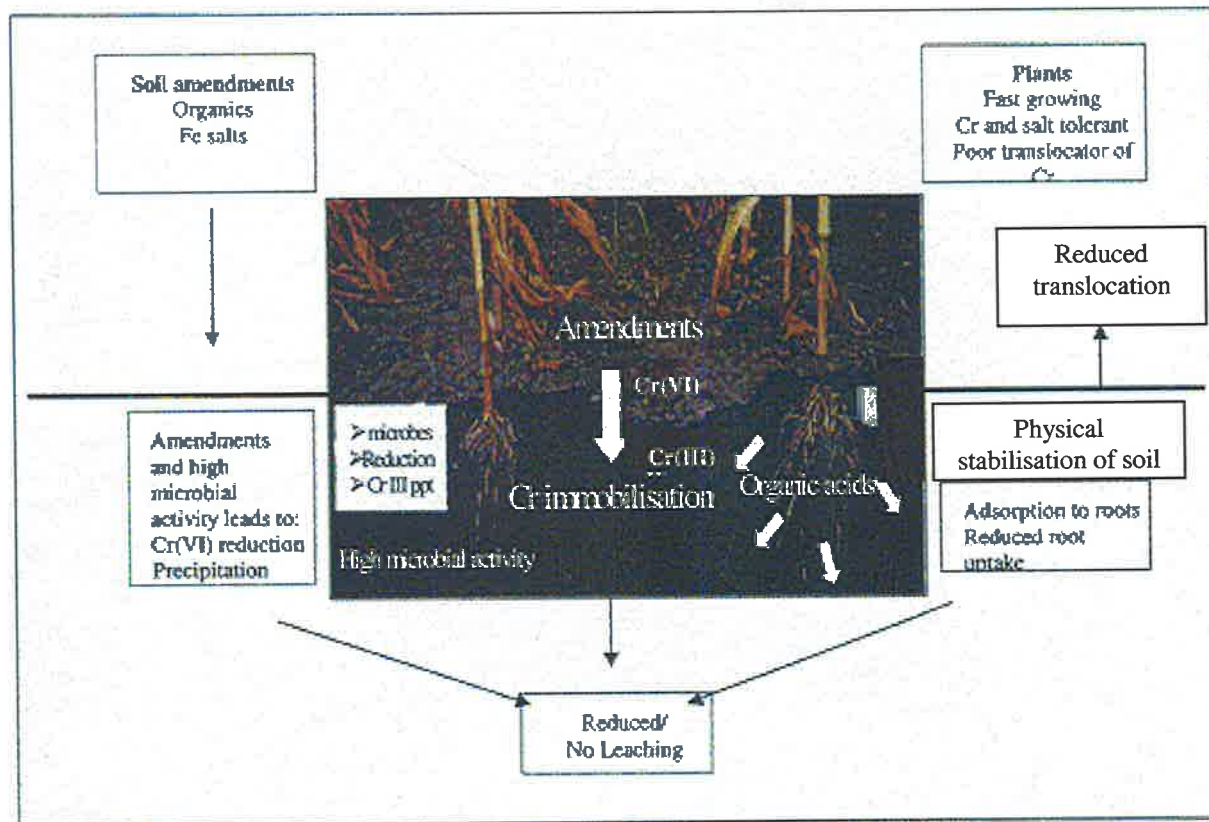 Soil amendments
Organics
Fe salts
Plants
Fast growing
Cr and salt tolerant
Poor translocator of
Cr
Reduced
translocation
Amendments
Cr(VI)
➢microbes
➢Reduction
➢Cr III ppt
Cr(III)
Cr immobilisation
Organic acids
High microbial activity
Amendments
and high
microbial
activity leads to:
Cr(VI) reduction
Precipitation
Physical
stabilisation of soil
Adsorption to roots
Reduced root
uptake
Reduced/
No Leaching